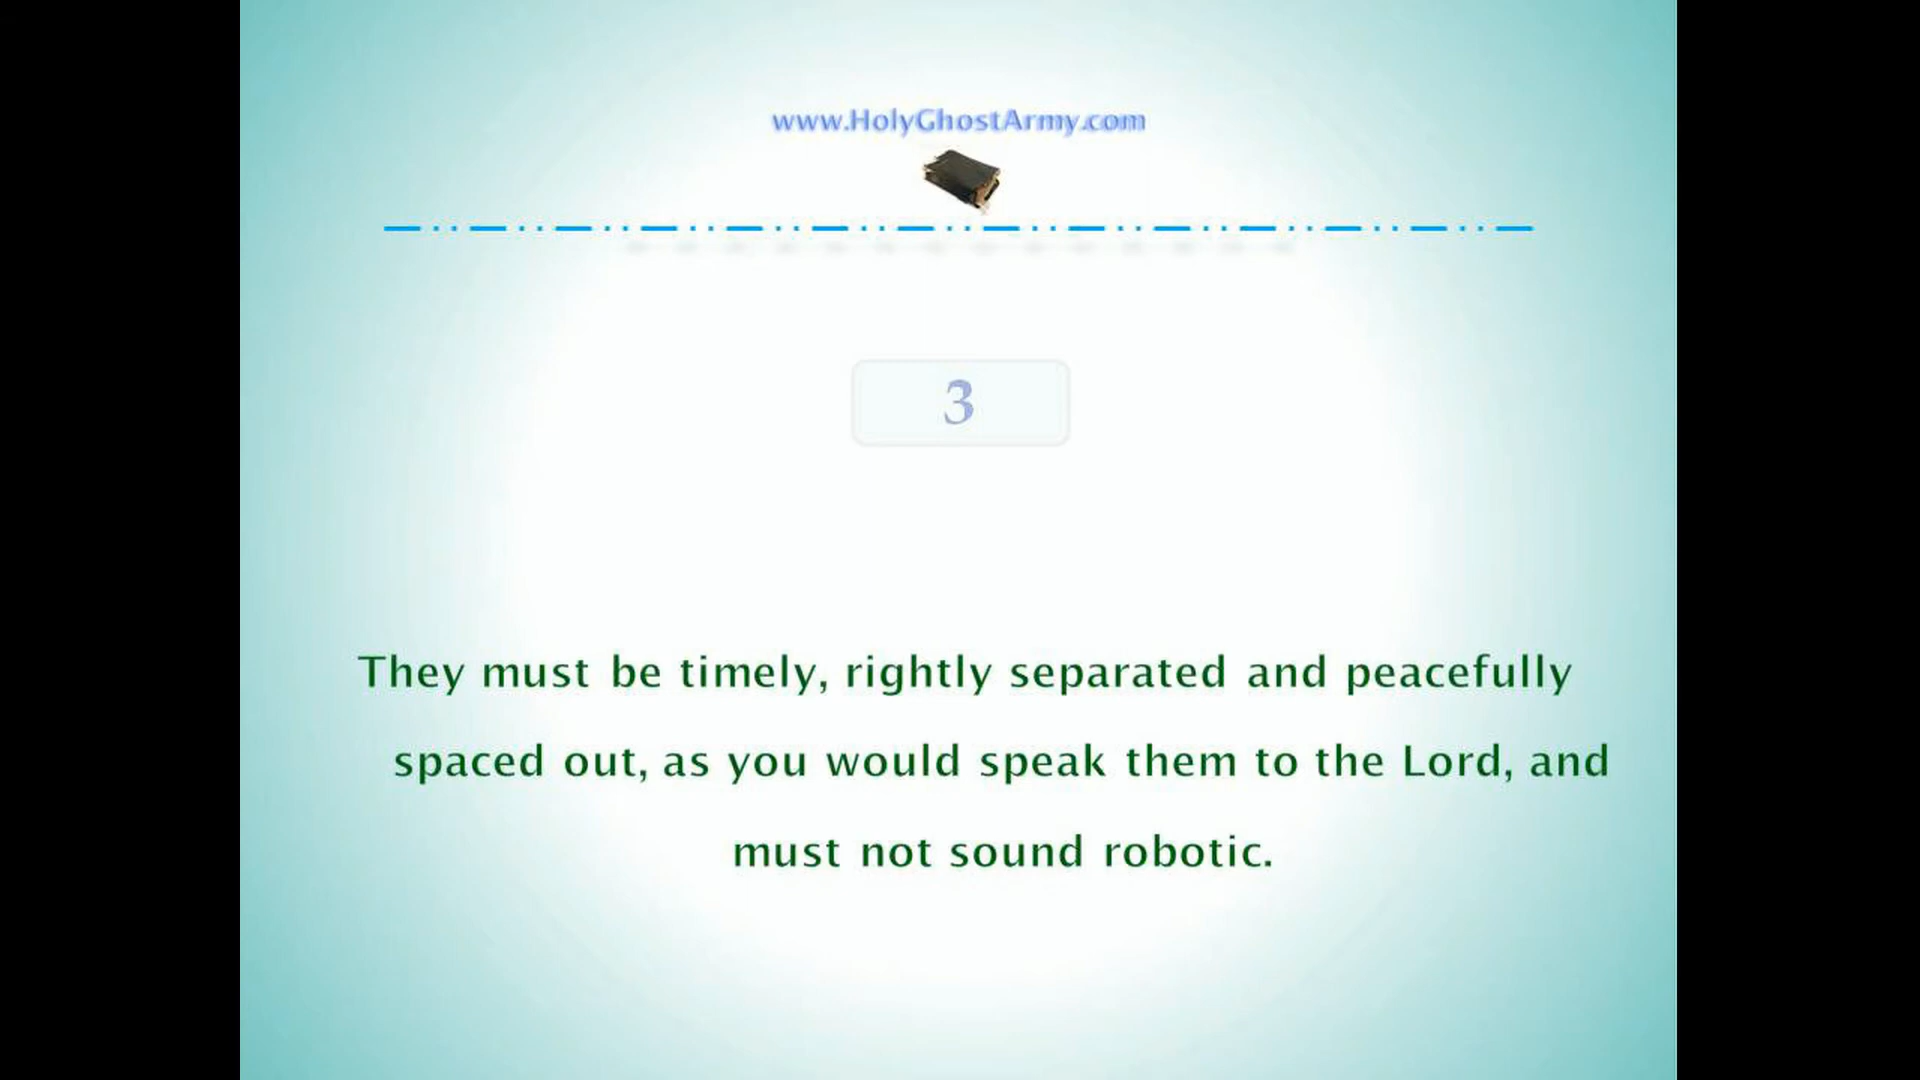 www.HolyGhostArmy.com
3
They must be timely, rightly separated and peacefully
spaced out, as you would speak them to the Lord, and
must not sound robotic.